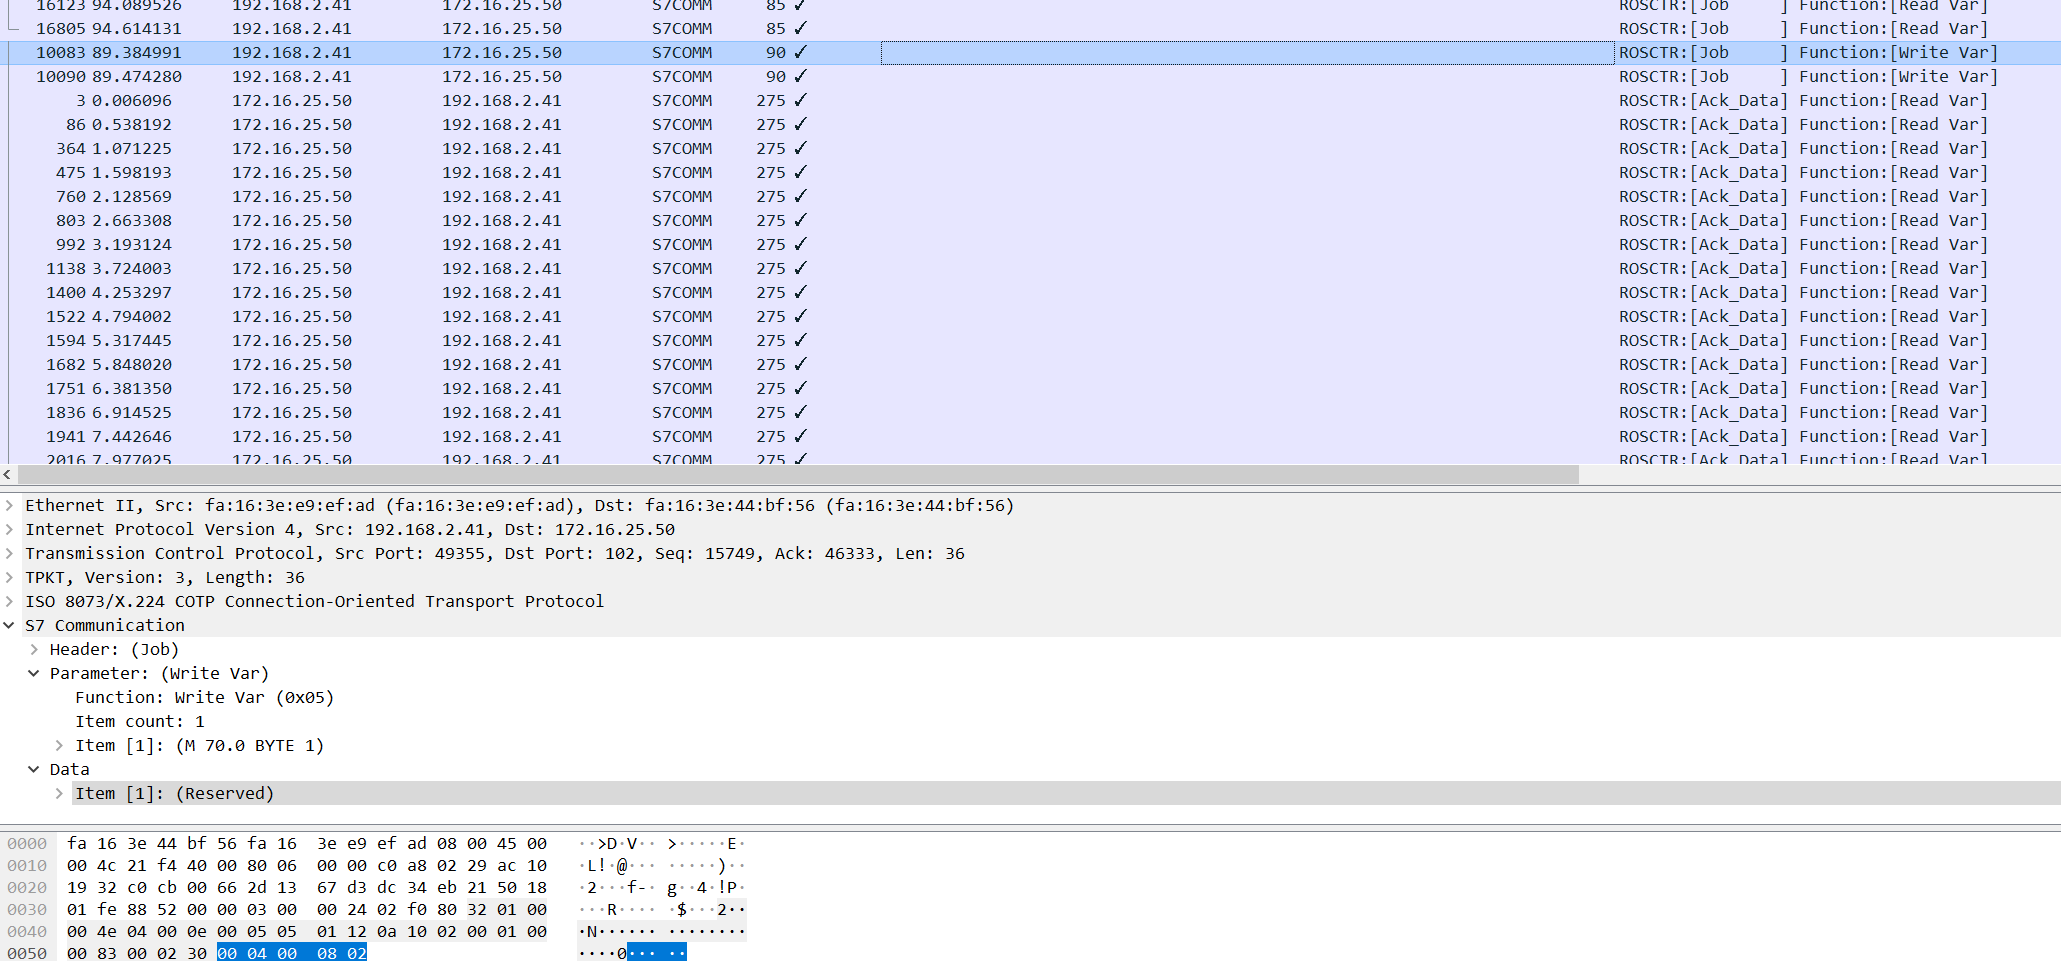 16123 94.089526 192.168.2.41 172.16.25.50 S7COMM 85 ✓ ROSCTR:[Job     ] Function:[Read Var]
16805 94.614131 192.168.2.41 172.16.25.50 S7COMM 85 ✓ ROSCTR:[Job     ] Function:[Read Var]
10083 89.384991 192.168.2.41 172.16.25.50 S7COMM 90 ✓ ROSCTR:[Job     ] Function:[Write Var]
10090 89.474280 192.168.2.41 172.16.25.50 S7COMM 90 ✓ ROSCTR:[Job     ] Function:[Write Var]
3 0.006096 172.16.25.50 192.168.2.41 S7COMM 275 ✓ ROSCTR:[Ack_Data] Function:[Read Var]
86 0.538192 172.16.25.50 192.168.2.41 S7COMM 275 ✓ ROSCTR:[Ack_Data] Function:[Read Var]
364 1.071225 172.16.25.50 192.168.2.41 S7COMM 275 ✓ ROSCTR:[Ack_Data] Function:[Read Var]
475 1.598193 172.16.25.50 192.168.2.41 S7COMM 275 ✓ ROSCTR:[Ack_Data] Function:[Read Var]
760 2.128569 172.16.25.50 192.168.2.41 S7COMM 275 ✓ ROSCTR:[Ack_Data] Function:[Read Var]
803 2.663308 172.16.25.50 192.168.2.41 S7COMM 275 ✓ ROSCTR:[Ack_Data] Function:[Read Var]
992 3.193124 172.16.25.50 192.168.2.41 S7COMM 275 ✓ ROSCTR:[Ack_Data] Function:[Read Var]
1138 3.724003 172.16.25.50 192.168.2.41 S7COMM 275 ✓ ROSCTR:[Ack_Data] Function:[Read Var]
1400 4.253297 172.16.25.50 192.168.2.41 S7COMM 275 ✓ ROSCTR:[Ack_Data] Function:[Read Var]
1522 4.794002 172.16.25.50 192.168.2.41 S7COMM 275 ✓ ROSCTR:[Ack_Data] Function:[Read Var]
1594 5.317445 172.16.25.50 192.168.2.41 S7COMM 275 ✓ ROSCTR:[Ack_Data] Function:[Read Var]
1682 5.848020 172.16.25.50 192.168.2.41 S7COMM 275 ✓ ROSCTR:[Ack_Data] Function:[Read Var]
1751 6.381350 172.16.25.50 192.168.2.41 S7COMM 275 ✓ ROSCTR:[Ack_Data] Function:[Read Var]
1836 6.914525 172.16.25.50 192.168.2.41 S7COMM 275 ✓ ROSCTR:[Ack_Data] Function:[Read Var]
1941 7.442646 172.16.25.50 192.168.2.41 S7COMM 275 ✓ ROSCTR:[Ack_Data] Function:[Read Var]
2016 7.977025 172.16.25.50 192.168.2.41 S7COMM 275 ✓ ROSCTR:[Ack_Data] Function:[Read Var]
Ethernet II, Src: fa:16:3e:e9:ef:ad (fa:16:3e:e9:ef:ad), Dst: fa:16:3e:44:bf:56 (fa:16:3e:44:bf:56)
Internet Protocol Version 4, Src: 192.168.2.41, Dst: 172.16.25.50
Transmission Control Protocol, Src Port: 49355, Dst Port: 102, Seq: 15749, Ack: 46333, Len: 36
TPKT, Version: 3, Length: 36
ISO 8073/X.224 COTP Connection-Oriented Transport Protocol
S7 Communication
Header: (Job)
Parameter: (Write Var)
Function: Write Var (0x05)
Item count: 1
Item [1]: (M 70.0 BYTE 1)
Data
Item [1]: (Reserved)
0000 fa 16 3e 44 bf 56 fa 16 3e e9 ef ad 08 00 45 00 ··>D·V·· >·····E·
0010 00 4c 21 f4 40 00 80 06 00 00 c0 a8 02 29 ac 10 ·L!·@··· ·····)··
0020 19 32 c0 cb 00 66 2d 13 67 d3 dc 34 eb 21 50 18 ·2···f-· g··4·!P·
0030 01 fe 88 52 00 00 03 00 00 24 02 f0 80 32 01 00 ···R···· ·$···2··
0040 00 4e 04 00 0e 00 05 05 01 12 0a 10 02 00 01 00 ·N······ ········
0050 00 83 00 02 30 00 04 00 08 02 ····0··· ··